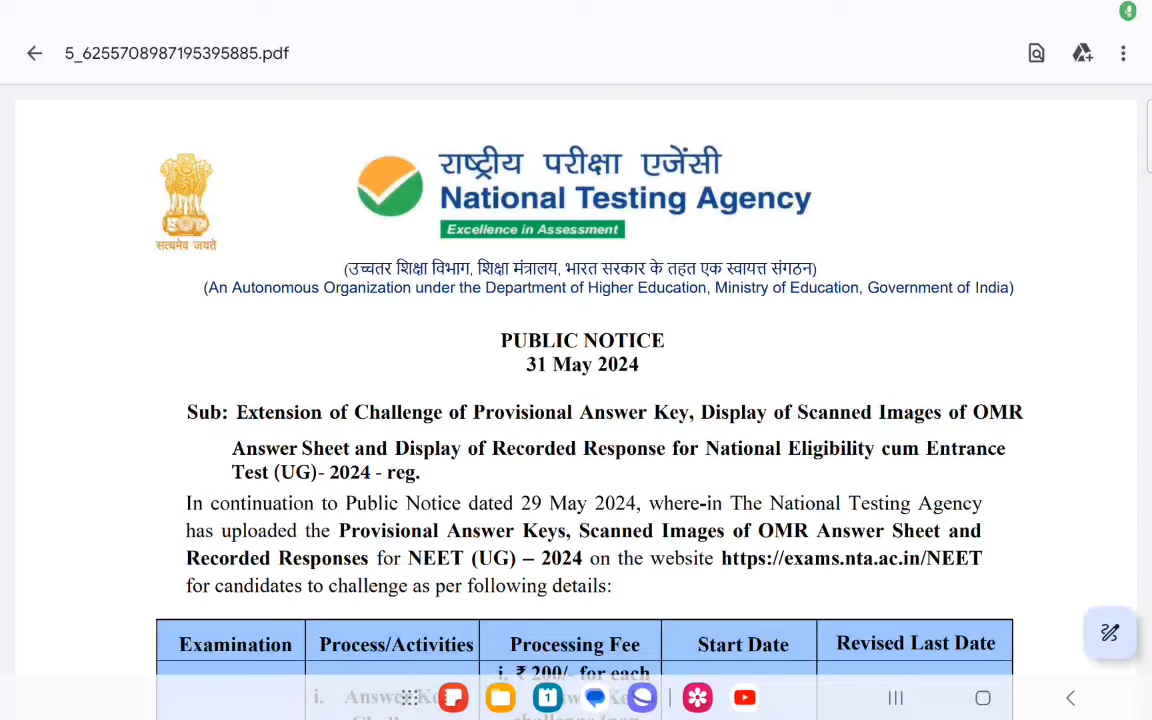 5_6255708987195395885.pdf
राष्ट्रीय परीक्षा एजेंसी
National Testing Agency
Excellence in Assessment
सत्यमेव जयते
(उच्चतर शिक्षा विभाग, शिक्षा मंत्रालय, भारत सरकार के तहत एक स्वायत्त संगठन)
(An Autonomous Organization under the Department of Higher Education, Ministry of Education, Government of India)
PUBLIC NOTICE
31 May 2024
Sub: Extension of Challenge of Provisional Answer Key, Display of Scanned Images of OMR
Answer Sheet and Display of Recorded Response for National Eligibility cum Entrance
Test (UG)- 2024 - reg.
In continuation to Public Notice dated 29 May 2024, where-in The National Testing Agency
has uploaded the Provisional Answer Keys, Scanned Images of OMR Answer Sheet and
Recorded Responses for NEET (UG) – 2024 on the website https://exams.nta.ac.in/NEET
for candidates to challenge as per following details:
Examination Process/Activities Processing Fee Start Date Revised Last Date
i. ₹ 200/- for each
i. Answer
1